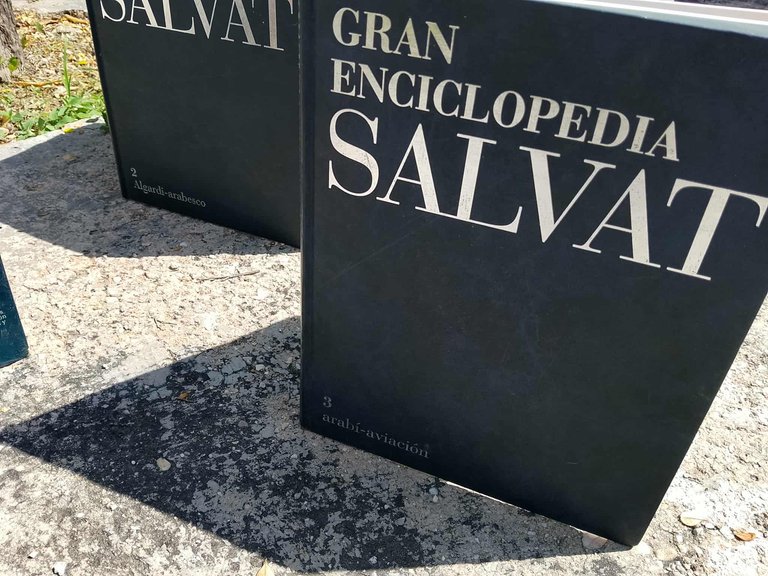 SALVAT
2
Algardi-arabesco
GRAN
ENCICLOPEDIA
SALVAT
3
arabí-aviación